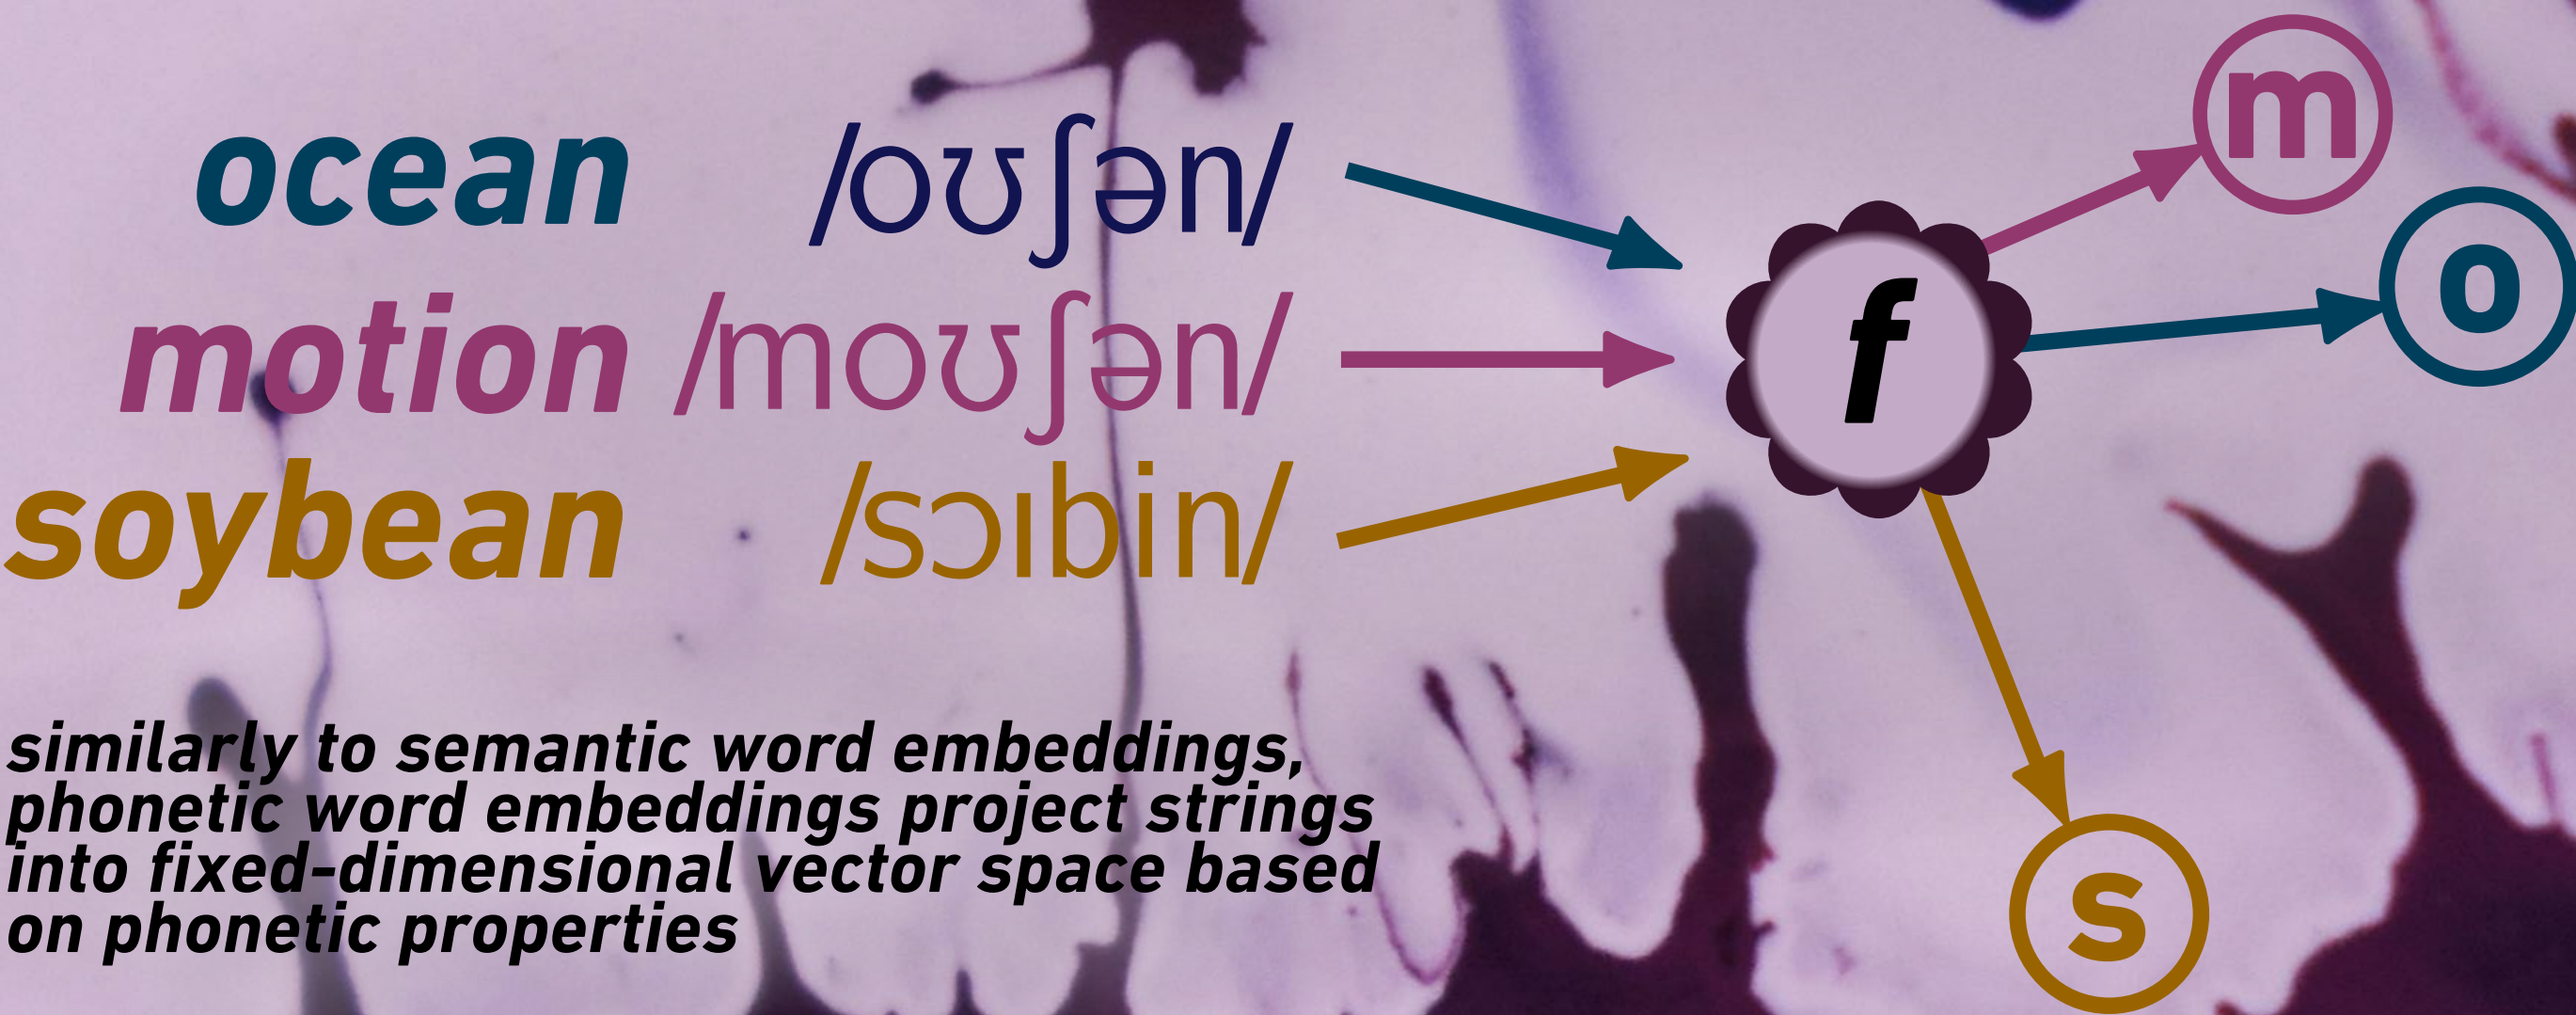 ocean /oʊʃən/
motion /moʊʃən/
soybean /sɔɪbin/
f
m
o
s
similarly to semantic word embeddings,
phonetic word embeddings project strings
into fixed-dimensional vector space based
on phonetic properties